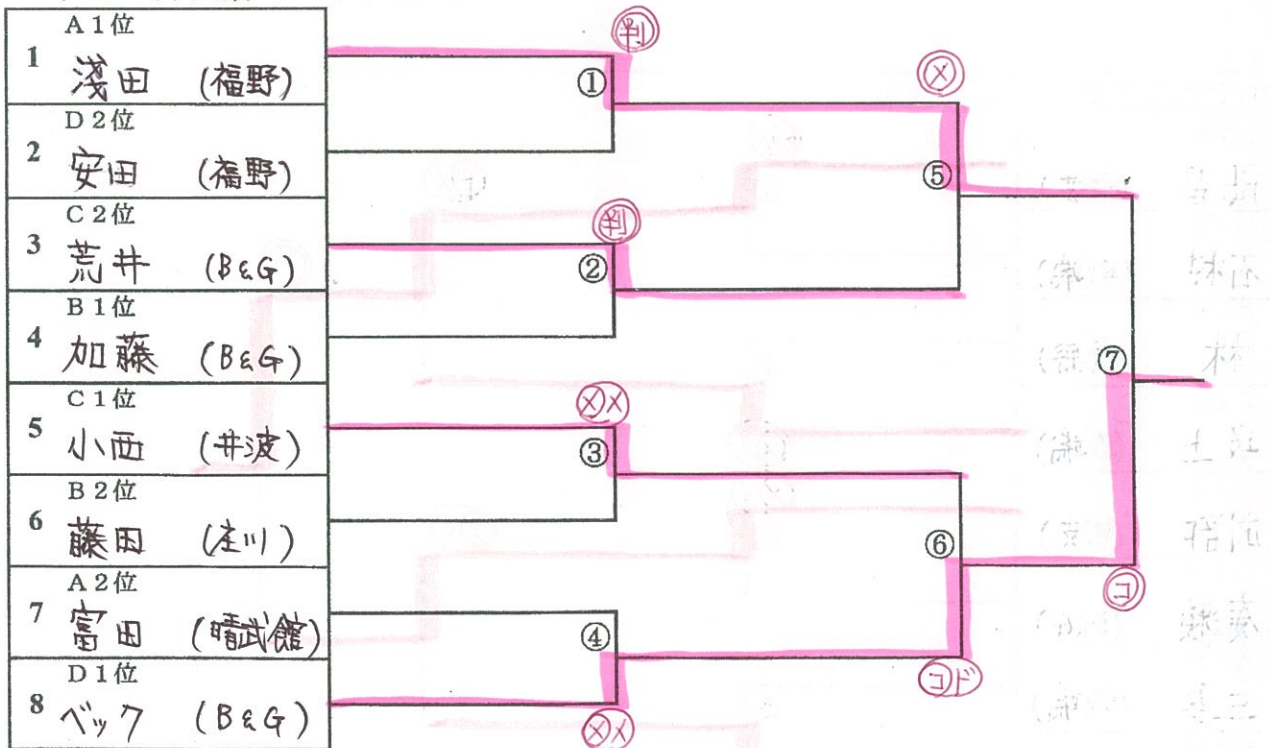 A1位
1 浅田 (福野)
D2位
2 安田 (福野)
C2位
3 荒井 (B&G)
B1位
4 加藤 (B&G)
C1位
5 小西 (井波)
B2位
6 藤田 (庄川)
A2位
7 富田 (晴武館)
D1位
8 ベック (B&G)
判
①
判
②
メメ
③
④
メメ
メ
⑤
⑥
コド
⑦
コ